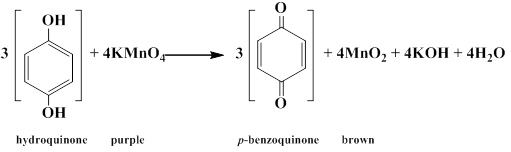 OH O
3 + 4KMnO₄ 3 + 4MnO₂ + 4KOH + 4H₂O
OH O
hydroquinone purple p-benzoquinone brown